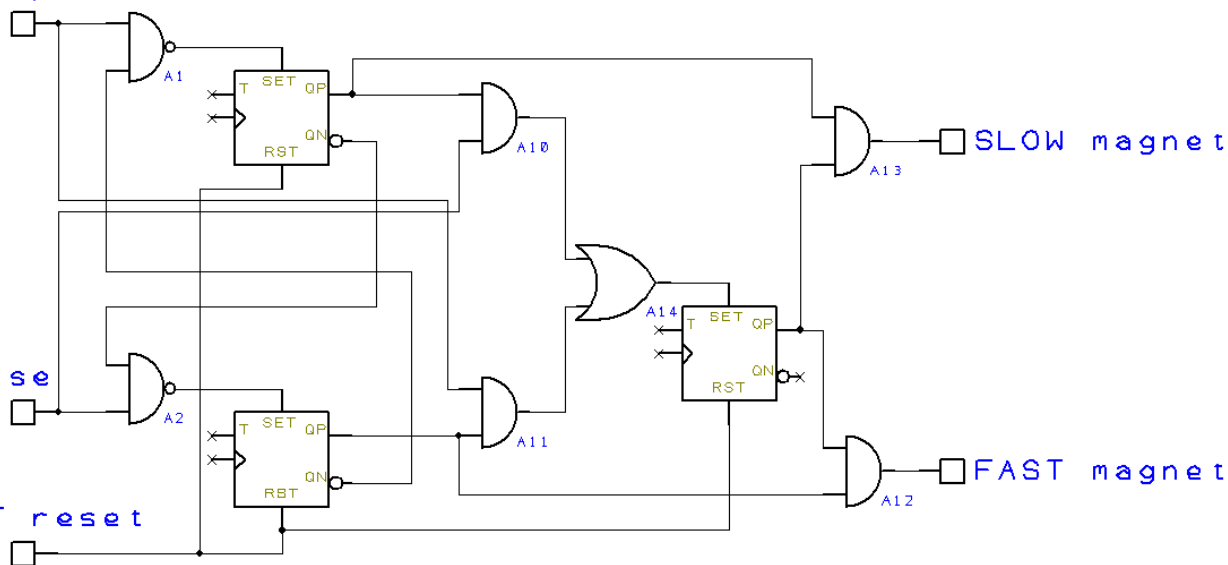 A1
SET
T QP
QN
RST
A10
SLOW magnet
A13
A14
SET
T QP
QN
RST
se
A2
SET
T QP
QN
RST
A11
FAST magnet
A12
reset